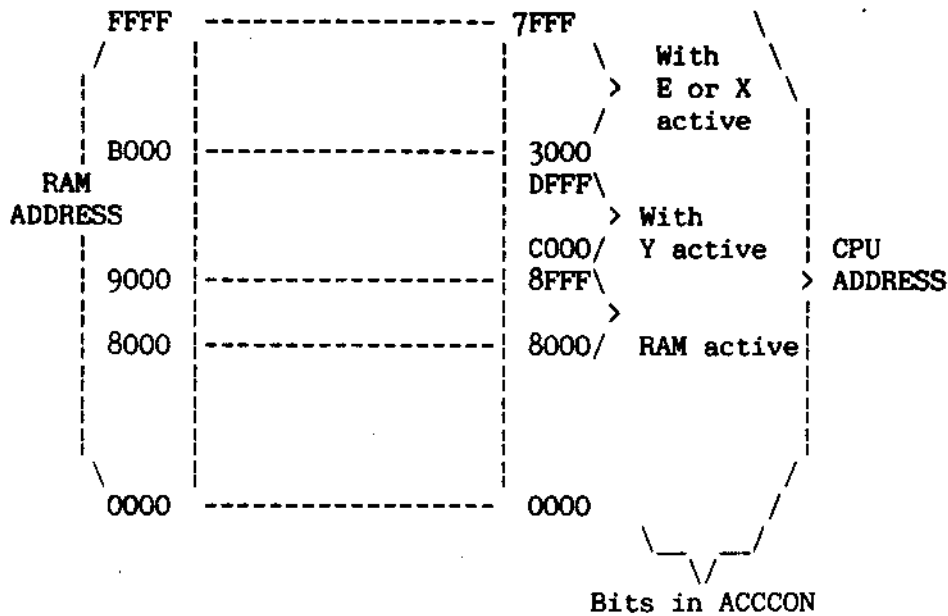 FFFF 7FFF
With
E or X
active
B000 3000
RAM DFFF
ADDRESS With
C000 Y active CPU
9000 8FFF ADDRESS
8000 8000 RAM active
0000 0000
Bits in ACCCON